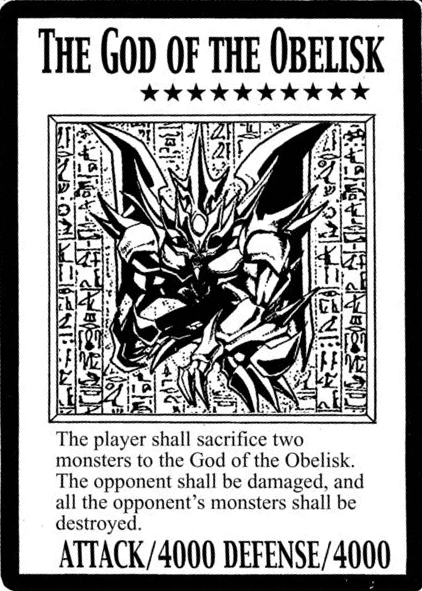 The God of the Obelisk
★★★★★★★★★★
The player shall sacrifice two
monsters to the God of the Obelisk.
The opponent shall be damaged, and
all the opponent's monsters shall be
destroyed.
ATTACK/4000 DEFENSE/4000